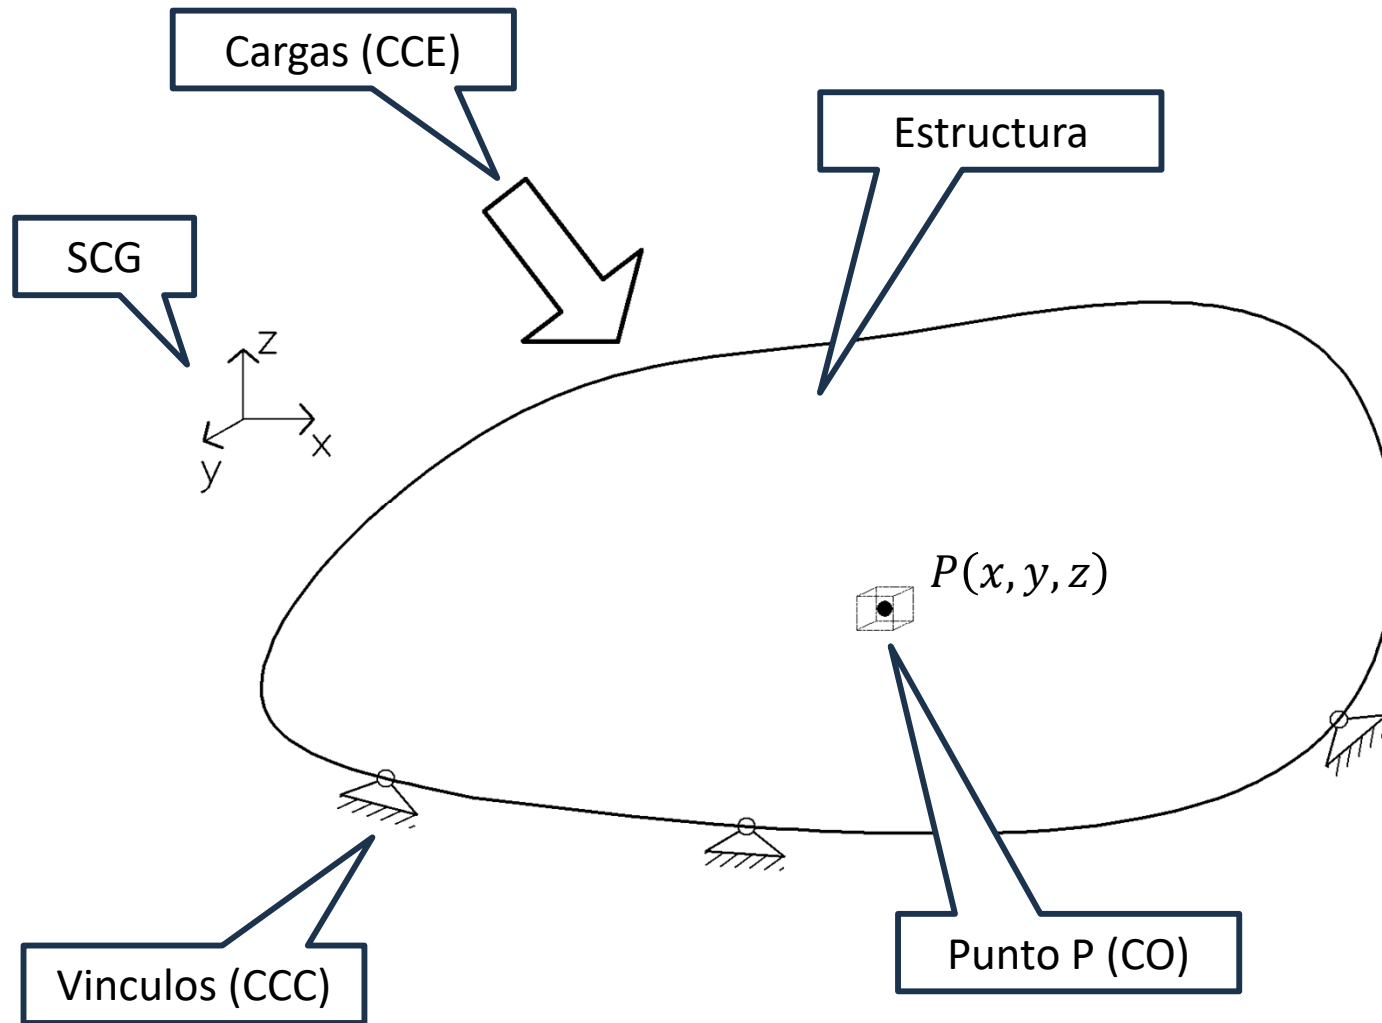 Cargas (CCE)
Estructura
SCG
z
x
y
P(x, y, z)
Punto P (CO)
Vinculos (CCC)